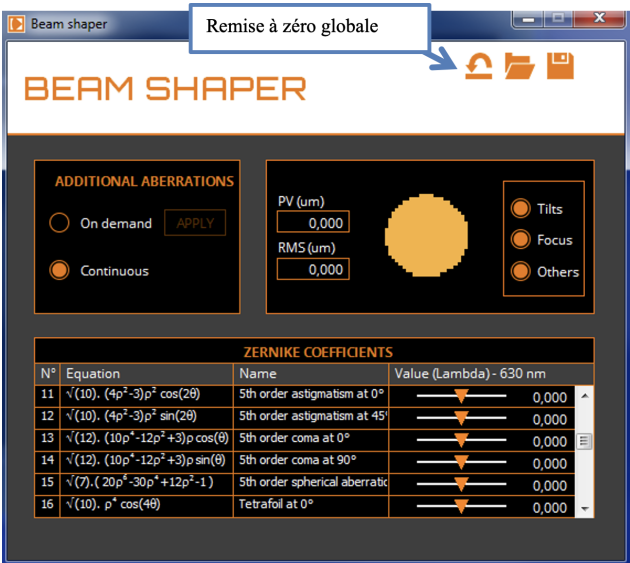 Beam shaper
Remise à zéro globale
BEAM SHAPER
ADDITIONAL ABERRATIONS
On demand APPLY
Continuous
PV (um)
0,000
RMS (um)
0,000
Tilts
Focus
Others
ZERNIKE COEFFICIENTS
N° Equation Name Value (Lambda) - 630 nm
11 √(10). (4ρ²-3)ρ² cos(2θ) 5th order astigmatism at 0° 0,000
12 √(10). (4ρ²-3)ρ² sin(2θ) 5th order astigmatism at 45° 0,000
13 √(12). (10ρ⁴-12ρ²+3)ρ cos(θ) 5th order coma at 0° 0,000
14 √(12). (10ρ⁴-12ρ²+3)ρ sin(θ) 5th order coma at 90° 0,000
15 √(7).( 20ρ⁶-30ρ⁴+12ρ²-1 ) 5th order spherical aberratic 0,000
16 √(10). ρ⁴ cos(4θ) Tetrafoil at 0° 0,000